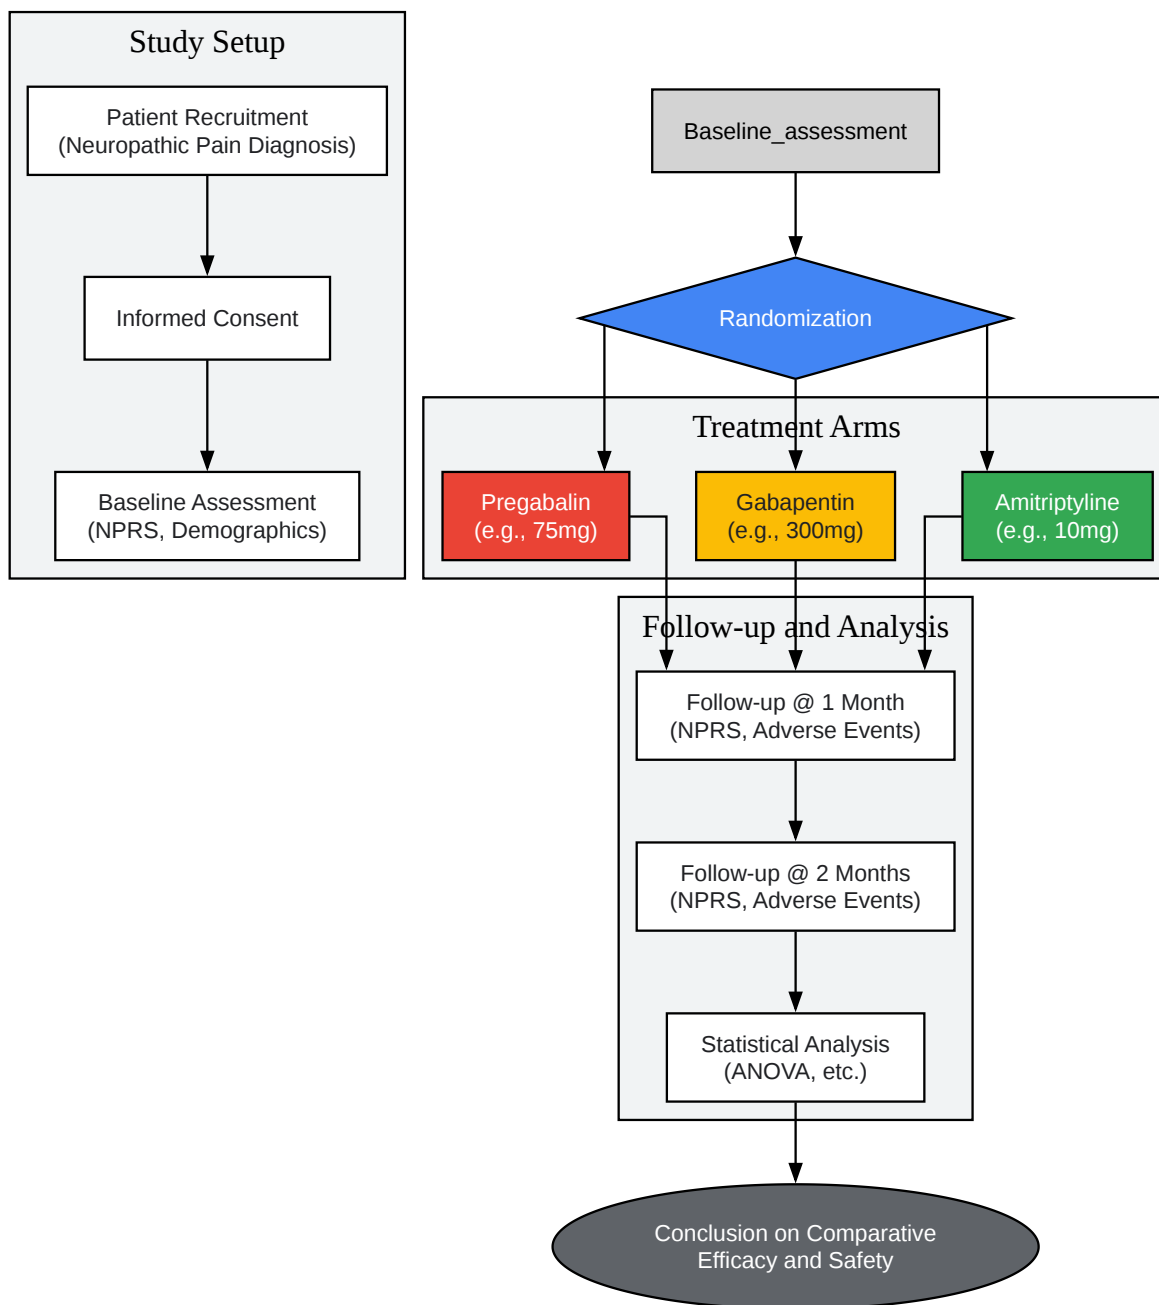 Study Setup
Patient Recruitment
(Neuropathic Pain Diagnosis)
Informed Consent
Baseline Assessment
(NPRS, Demographics)
Baseline_assessment
Randomization
Treatment Arms
Pregabalin
(e.g., 75mg)
Gabapentin
(e.g., 300mg)
Amitriptyline
(e.g., 10mg)
Follow-up and Analysis
Follow-up @ 1 Month
(NPRS, Adverse Events)
Follow-up @ 2 Months
(NPRS, Adverse Events)
Statistical Analysis
(ANOVA, etc.)
Conclusion on Comparative
Efficacy and Safety